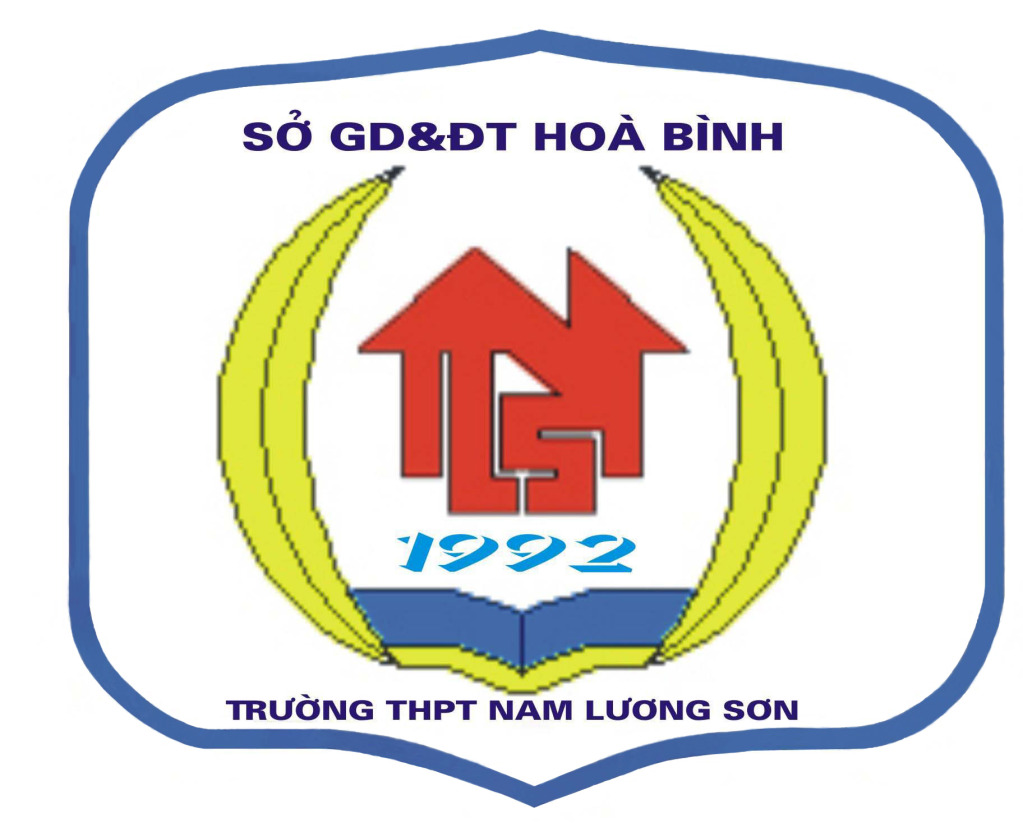 SỞ GD&ĐT HOÀ BÌNH
1992
TRƯỜNG THPT NAM LƯƠNG SƠN